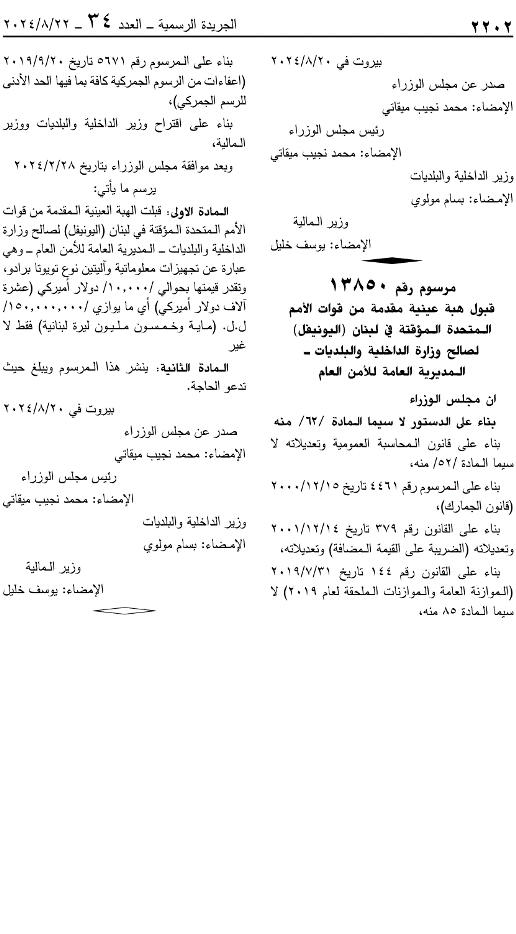 ٢٢٠٢
الجريدة الرسمية – العدد ٣٤ – ٢٠٢٤/٨/٢٢
بيروت في ٢٠٢٤/٨/٢٠
صدر عن مجلس الوزراء
الإمضاء: محمد نجيب ميقاتي
رئيس مجلس الوزراء
الإمضاء: محمد نجيب ميقاتي
وزير الداخلية والبلديات
الإمضاء: بسام مولوي
وزير المالية
الإمضاء: يوسف خليل
مرسوم رقم ١٣٨٥٠
قبول هبة عينية مقدمة من قوات الأمم
المتحدة المؤقتة في لبنان (اليونيفل)
لصالح وزارة الداخلية والبلديات –
المديرية العامة للأمن العام
ان مجلس الوزراء
بناء على الدستور لا سيما المادة /٦٢/ منه
بناء على قانون المحاسبة العمومية وتعديلاته لا
سيما المادة /٥٢/ منه،
بناء على المرسوم رقم ٤٤٦١ تاريخ ٢٠٠٠/١٢/١٥
(قانون الجمارك)،
بناء على القانون رقم ٣٧٩ تاريخ ٢٠٠١/١٢/١٤
وتعديلاته (الضريبة على القيمة المضافة) وتعديلاته،
بناء على القانون رقم ١٤٤ تاريخ ٢٠١٩/٧/٣١
(الموازنة العامة والموازنات الملحقة لعام ٢٠١٩) لا
سيما المادة ٨٥ منه،
بناء على المرسوم رقم ٥٦٧١ تاريخ ٢٠١٩/٩/٢٠
(اعفاءات من الرسوم الجمركية كافة بما فيها الحد الأدنى
للرسم الجمركي)،
بناء على اقتراح وزير الداخلية والبلديات ووزير
المالية،
وبعد موافقة مجلس الوزراء بتاريخ ٢٠٢٤/٢/٢٨
يرسم ما يأتي:
المادة الاولى: قبلت الهبة العينية المقدمة من قوات
الأمم المتحدة المؤقتة في لبنان (اليونيفل) لصالح وزارة
الداخلية والبلديات – المديرية العامة للأمن العام – وهي
عبارة عن تجهيزات معلوماتية وآليتين نوع تويوتا برادو،
وتقدر قيمتها بحوالي /١٠,٠٠٠/ دولار أميركي (عشرة
آلاف دولار أميركي) أي ما يوازي /١٥٠,٠٠٠,٠٠٠/
ل.ل. (ماية وخمسون مليون ليرة لبنانية) فقط لا
غير
المادة الثانية: ينشر هذا المرسوم ويبلغ حيث
تدعو الحاجة.
بيروت في ٢٠٢٤/٨/٢٠
صدر عن مجلس الوزراء
الإمضاء: محمد نجيب ميقاتي
رئيس مجلس الوزراء
الإمضاء: محمد نجيب ميقاتي
وزير الداخلية والبلديات
الإمضاء: بسام مولوي
وزير المالية
الإمضاء: يوسف خليل